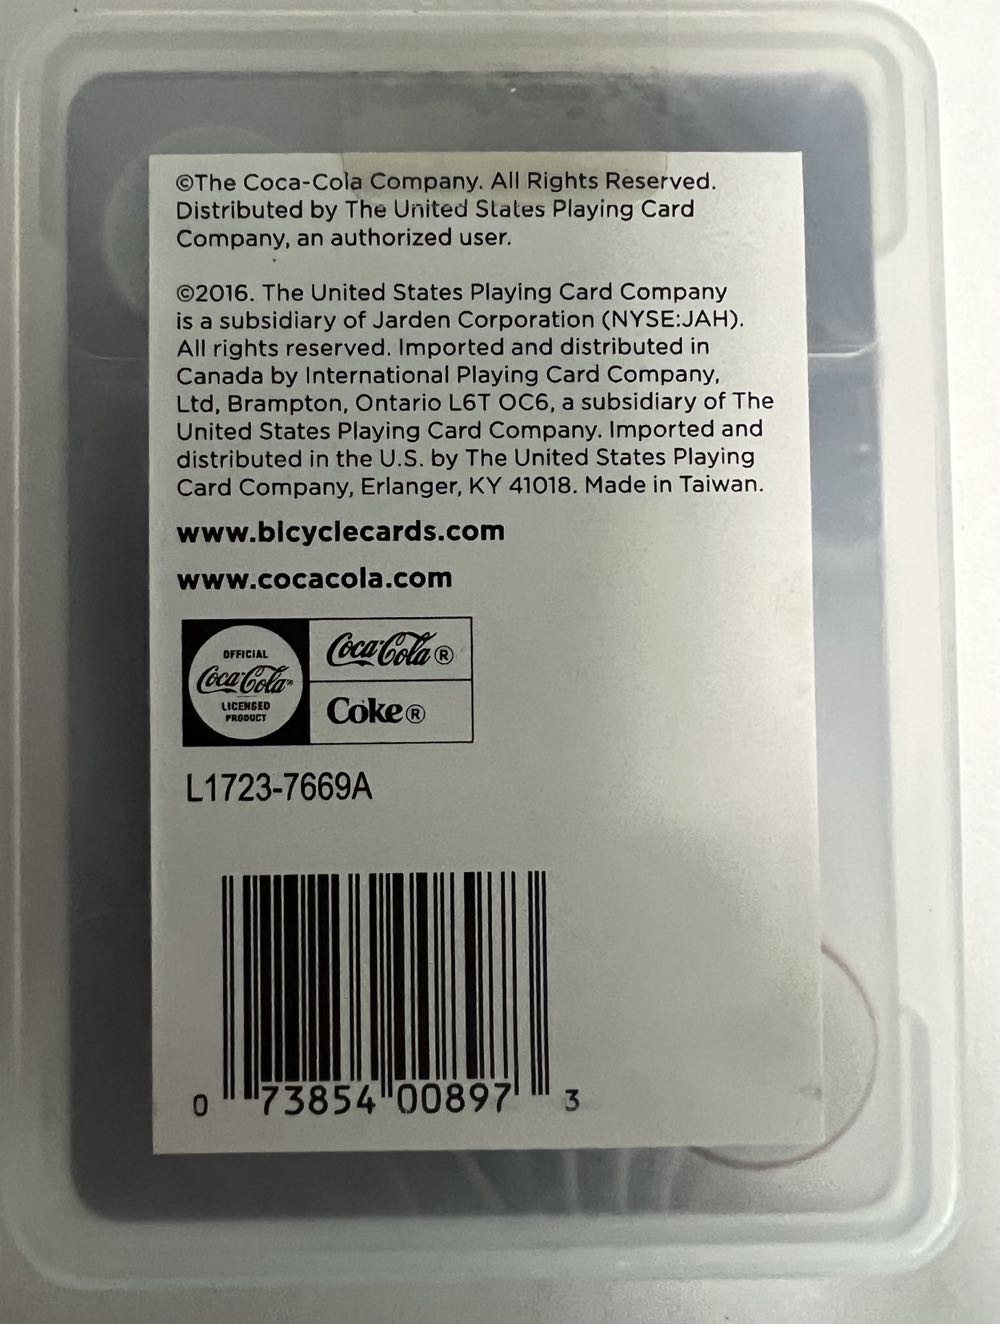 ©The Coca-Cola Company. All Rights Reserved.
Distributed by The United States Playing Card
Company, an authorized user.
©2016. The United States Playing Card Company
is a subsidiary of Jarden Corporation (NYSE:JAH).
All rights reserved. Imported and distributed in
Canada by International Playing Card Company,
Ltd, Brampton, Ontario L6T OC6, a subsidiary of The
United States Playing Card Company. Imported and
distributed in the U.S. by The United States Playing
Card Company, Erlanger, KY 41018. Made in Taiwan.
www.bicyclecards.com
www.cocacola.com
OFFICIAL
Coca-Cola®
LICENSED
PRODUCT
Coca-Cola®
Coke®
L1723-7669A
0 73854 00897 3